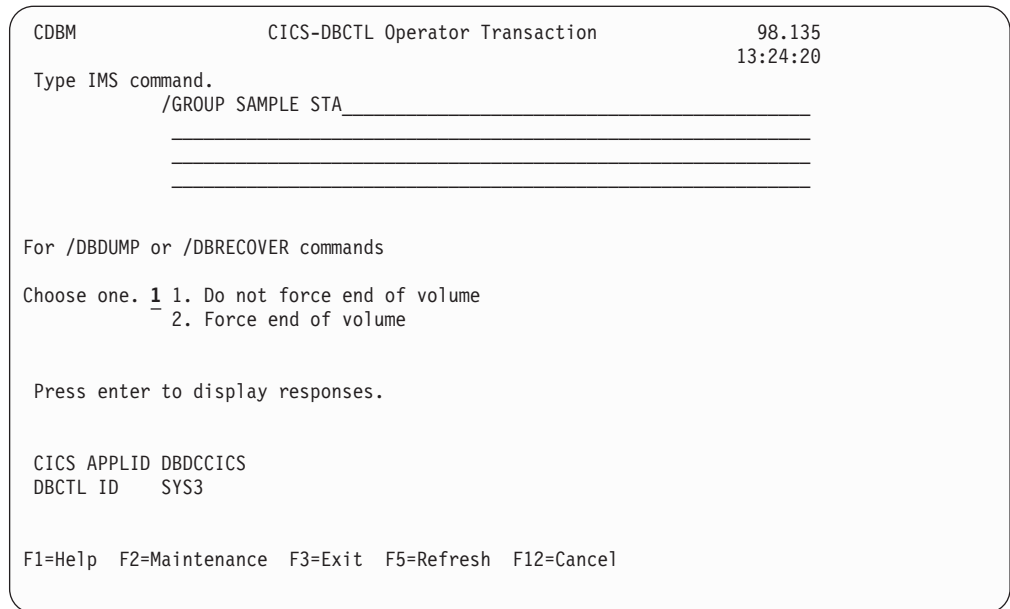 CDBM CICS-DBCTL Operator Transaction 98.135
13:24:20
Type IMS command.
/GROUP SAMPLE STA
For /DBDUMP or /DBRECOVER commands
Choose one. 1 1. Do not force end of volume
2. Force end of volume
Press enter to display responses.
CICS APPLID DBDCCICS
DBCTL ID SYS3
F1=Help F2=Maintenance F3=Exit F5=Refresh F12=Cancel